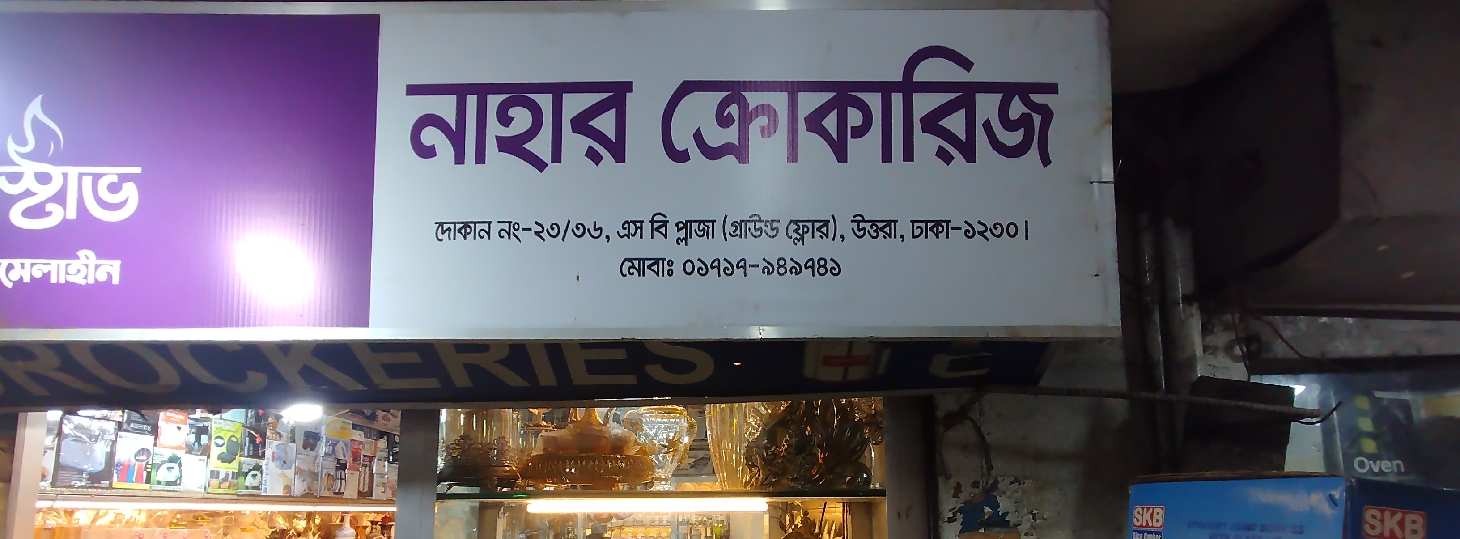 নাহার ক্রোকারিজ
দোকান নং-২৩/৩৬, এস বি প্লাজা (গ্রাউন্ড ফ্লোর), উত্তরা, ঢাকা-১২৩০।
মোবাঃ ০১৭১৭-৯৪৯৭৪১
স্টোভ
মেলাহীন
ROCKERIES
Oven
SKB
SKB